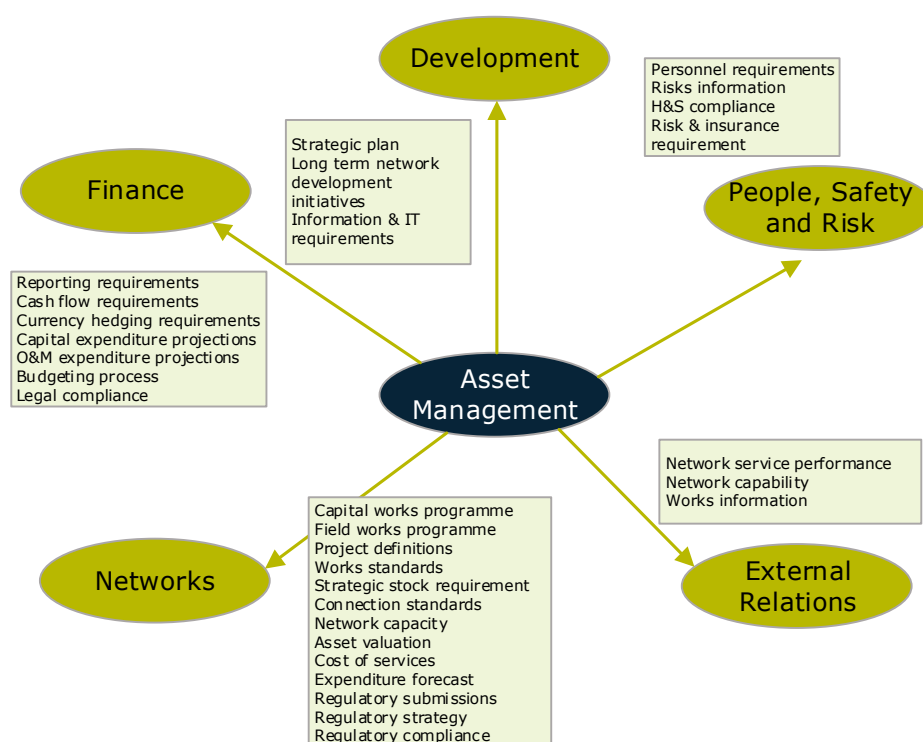 Development
Personnel requirements
Risks information
H&S compliance
Risk & insurance
requirement
Strategic plan
Long term network
development
initiatives
Information & IT
requirements
Finance
People, Safety
and Risk
Reporting requirements
Cash flow requirements
Currency hedging requirements
Capital expenditure projections
O&M expenditure projections
Budgeting process
Legal compliance
Asset
Management
Network service performance
Network capability
Works information
Capital works programme
Field works programme
Project definitions
Works standards
Strategic stock requirement
Connection standards
Network capacity
Asset valuation
Cost of services
Expenditure forecast
Regulatory submissions
Regulatory strategy
Regulatory compliance
Networks
External
Relations